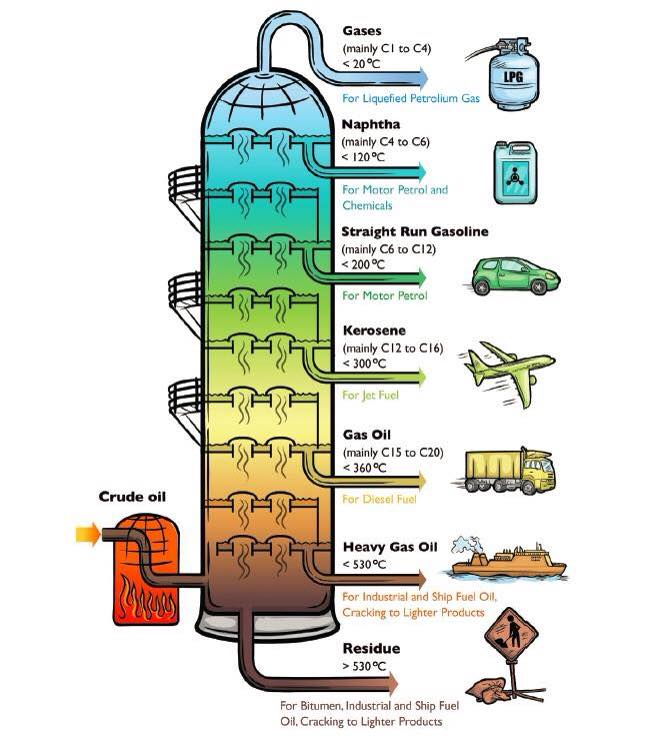 Gases
(mainly C1 to C4)
< 20°C
LPG
For Liquefied Petrolium Gas
Naphtha
(mainly C4 to C6)
< 120°C
For Motor Petrol and
Chemicals
Straight Run Gasoline
(mainly C6 to C12)
< 200°C
For Motor Petrol
Kerosene
(mainly C12 to C16)
< 300°C
For Jet Fuel
Gas Oil
(mainly C15 to C20)
< 360°C
For Diesel Fuel
Crude oil
Heavy Gas Oil
< 530°C
For Industrial and Ship Fuel Oil,
Cracking to Lighter Products
Residue
> 530°C
For Bitumen, Industrial and Ship Fuel
Oil, Cracking to Lighter Products